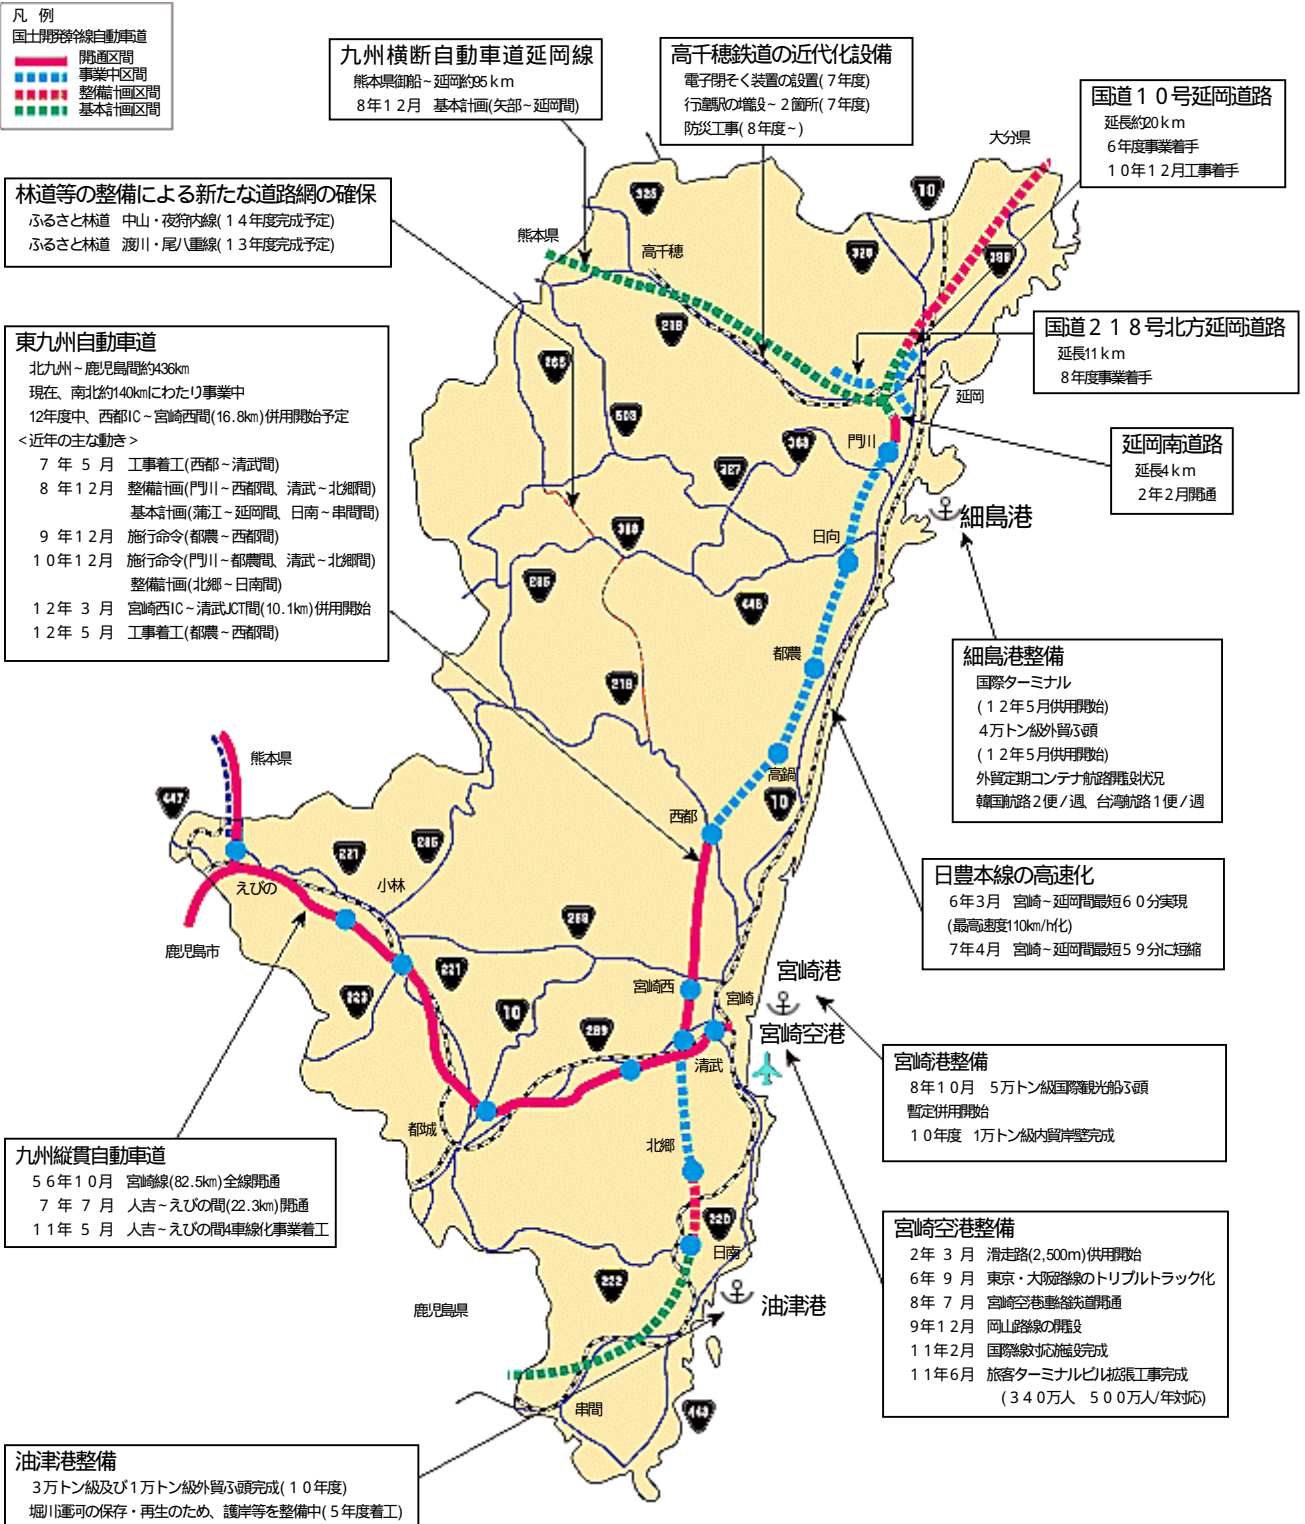 凡 例
国土開発幹線自動車道
開通区間
事業中区間
整備計画区間
基本計画区間
九州横断自動車道延岡線
熊本県御船~延岡約95km
8年12月 基本計画(矢部~延岡間)
高千穂鉄道の近代化設備
電子閉そく装置の設置(7年度)
行違駅の増設~2箇所(7年度)
防災工事(8年度~)
国道10号延岡道路
延長約20km
6年度事業着手
10年12月工事着手
林道等の整備による新たな道路網の確保
ふるさと林道 中山・夜狩内線(14年度完成予定)
ふるさと林道 渡川・尾八重線(13年度完成予定)
東九州自動車道
北九州~鹿児島間約436km
現在、南北約140kmにわたり事業中
12年度中、西都IC~宮崎西間(16.8km)併用開始予定
<近年の主な動き>
7年5月 工事着工(西都~清武間)
8年12月 整備計画(門川~西都間、清武~北郷間)
基本計画(蒲江~延岡間、日南~串間間)
9年12月 施行命令(都農~西都間)
10年12月 施行命令(門川~都農間、清武~北郷間)
整備計画(北郷~日南間)
12年3月 宮崎西IC~清武JCT間(10.1km)併用開始
12年5月 工事着工(都農~西都間)
国道218号北方延岡道路
延長11km
8年度事業着手
延岡南道路
延長4km
2年2月開通
細島港整備
国際ターミナル
(12年5月供用開始)
4万トン級外貿ふ頭
(12年5月供用開始)
外貿定期コンテナ航路開設状況
韓国航路2便/週 台湾航路1便/週
日豊本線の高速化
6年3月 宮崎~延岡間最短60分実現
(最高速度110km/h化)
7年4月 宮崎~延岡間最短59分に短縮
宮崎港整備
8年10月 5万トン級国際観光船ふ頭
暫定併用開始
10年度 1万トン級内貿岸壁完成
宮崎空港整備
2年3月 滑走路(2,500m)供用開始
6年9月 東京・大阪路線のトリプルトラック化
8年7月 宮崎空港連絡鉄道開通
9年12月 岡山路線の開設
11年2月 国際線対応施設完成
11年6月 旅客ターミナルビル拡張工事完成
(340万人 500万人/年対応)
九州縦貫自動車道
56年10月 宮崎線(82.5km)全線開通
7年7月 人吉~えびの間(22.3km)開通
11年5月 人吉~えびの間4車線化事業着工
油津港整備
3万トン級及び1万トン級外貿ふ頭完成(10年度)
堀川運河の保存・再生のため、護岸等を整備中(5年度着工)
大分県
熊本県
高千穂
延岡
門川
細島港
日向
都農
高鍋
西都
熊本県
えびの
小林
鹿児島市
宮崎西
宮崎
宮崎港
宮崎空港
清武
都城
北郷
日南
油津港
鹿児島県
串間
325
10
218
503
327
446
219
10
447
221
268
221
10
220
222